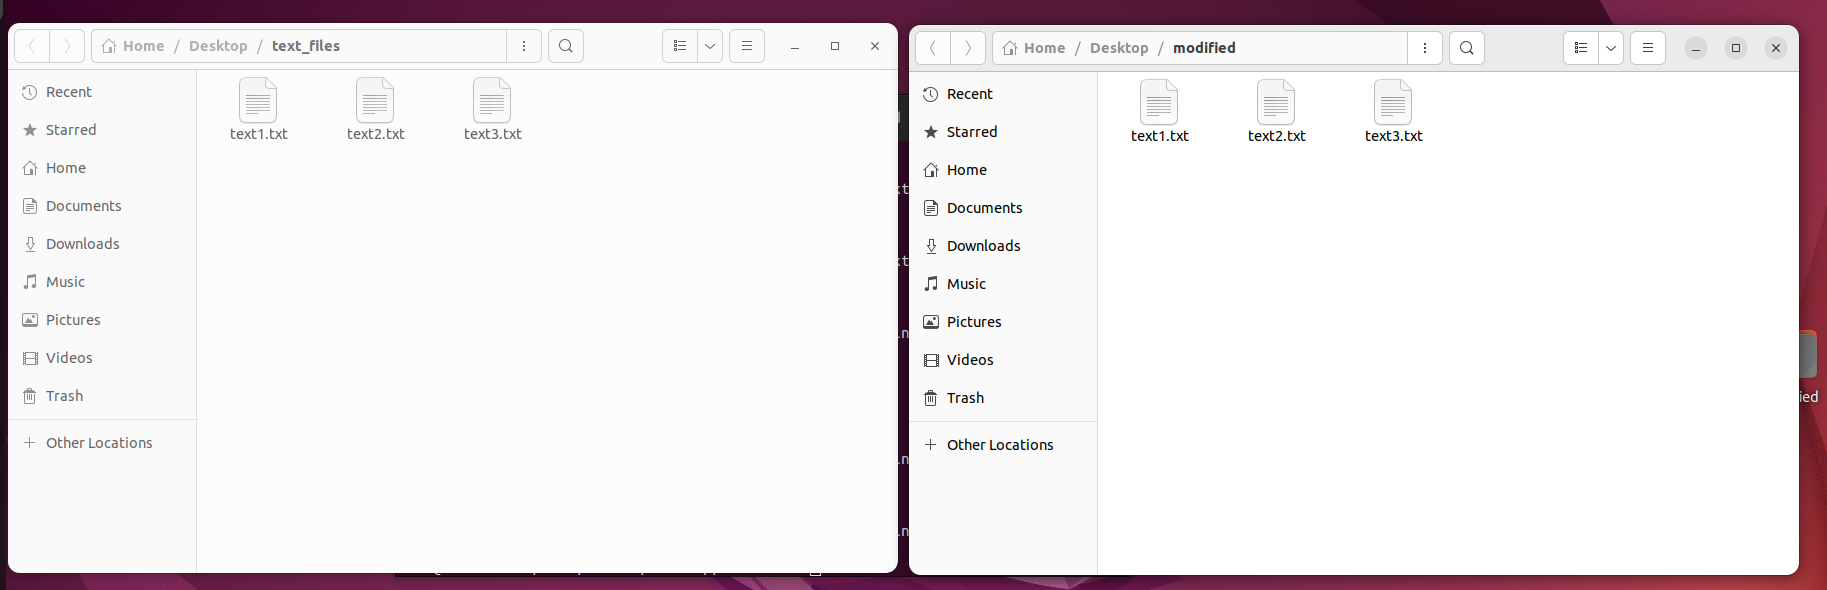 Home / Desktop / text_files
Recent
Starred
Home
Documents
Downloads
Music
Pictures
Videos
Trash
Other Locations
text1.txt text2.txt text3.txt
Home / Desktop / modified
Recent
Starred
Home
Documents
Downloads
Music
Pictures
Videos
Trash
Other Locations
text1.txt text2.txt text3.txt